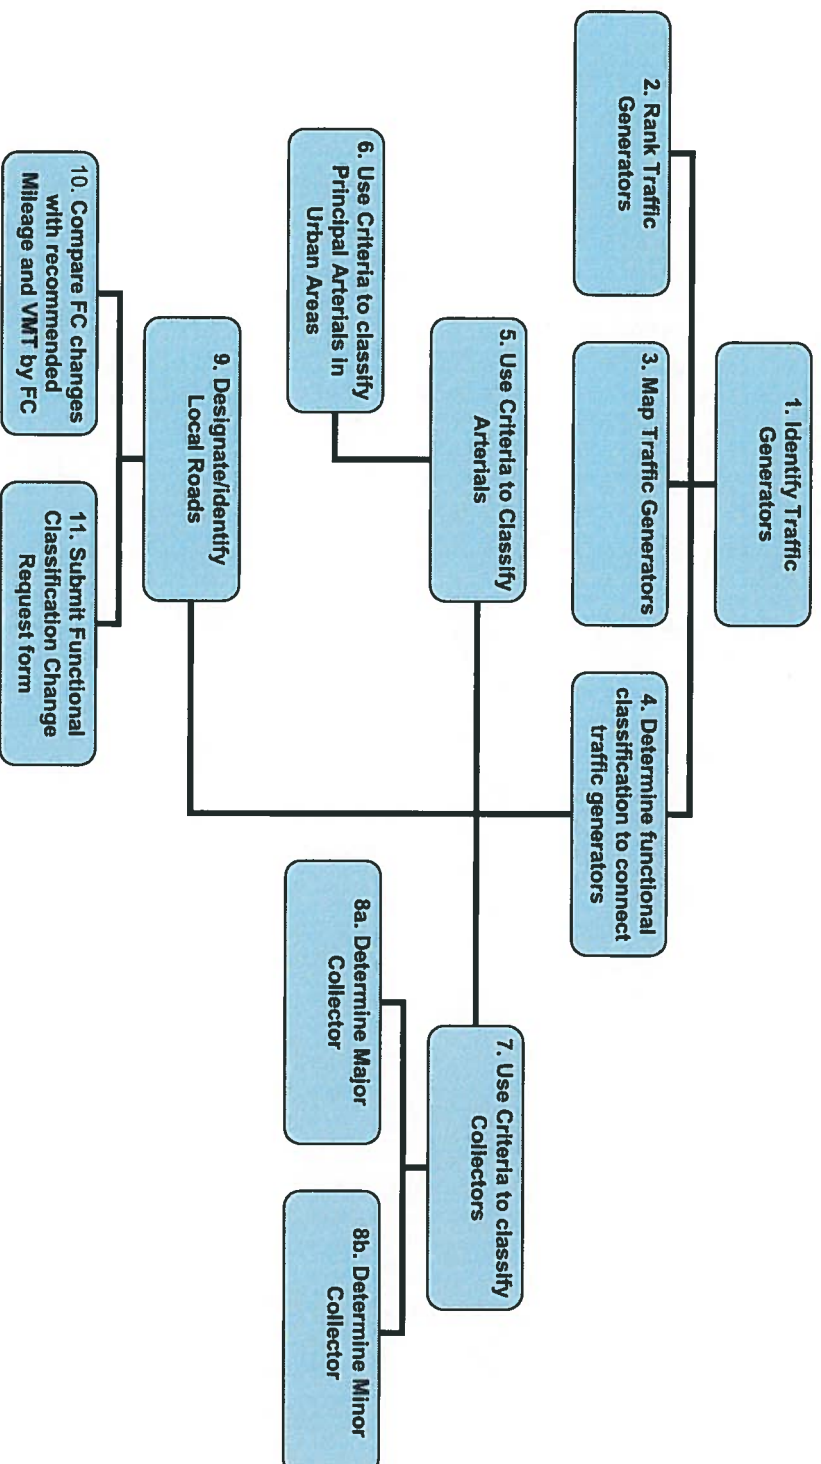 1. Identify Traffic
Generators
2. Rank Traffic
Generators
3. Map Traffic Generators
4. Determine functional
classification to connect
traffic generators
5. Use Criteria to Classify
Arterials
6. Use Criteria to classify
Principal Arterials in
Urban Areas
7. Use Criteria to classify
Collectors
8a. Determine Major
Collector
8b. Determine Minor
Collector
9. Designate/identify
Local Roads
10. Compare FC changes
with recommended
Mileage and VMT by FC
11. Submit Functional
Classification Change
Request form